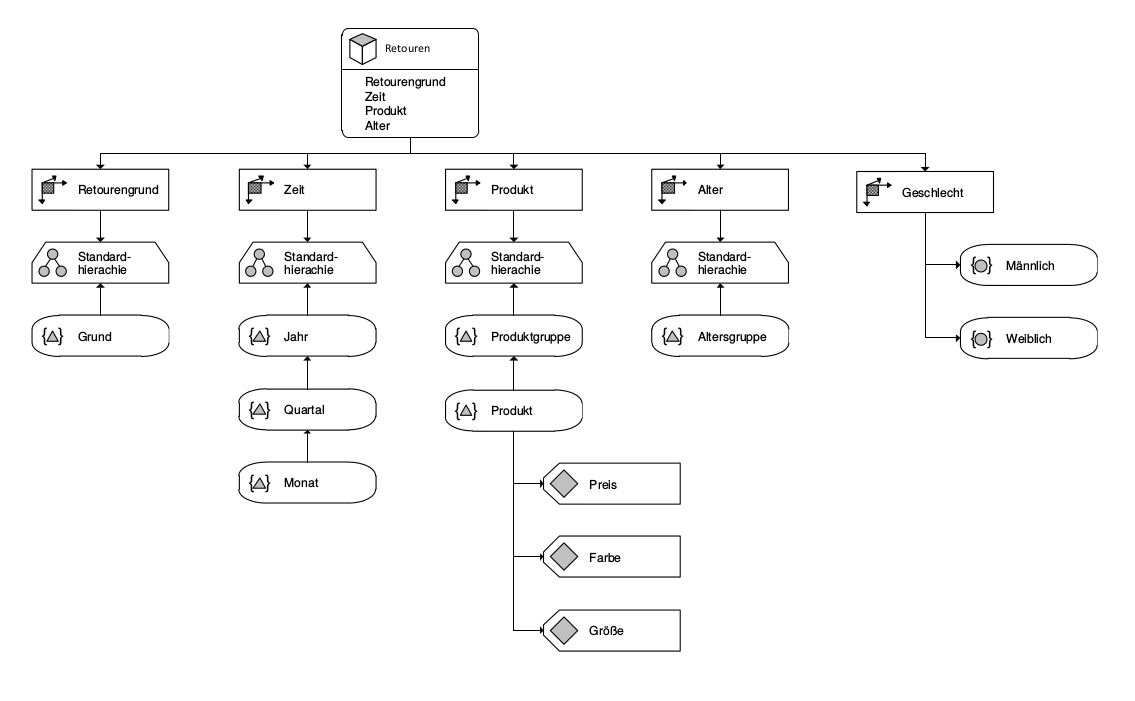 Retouren
Retourengrund
Zeit
Produkt
Alter
Retourengrund
Zeit
Produkt
Alter
Geschlecht
Standard-
hierachie
Standard-
hierachie
Standard-
hierachie
Standard-
hierachie
Männlich
Grund
Jahr
Produktgruppe
Altersgruppe
Weiblich
Quartal
Produkt
Monat
Preis
Farbe
Größe